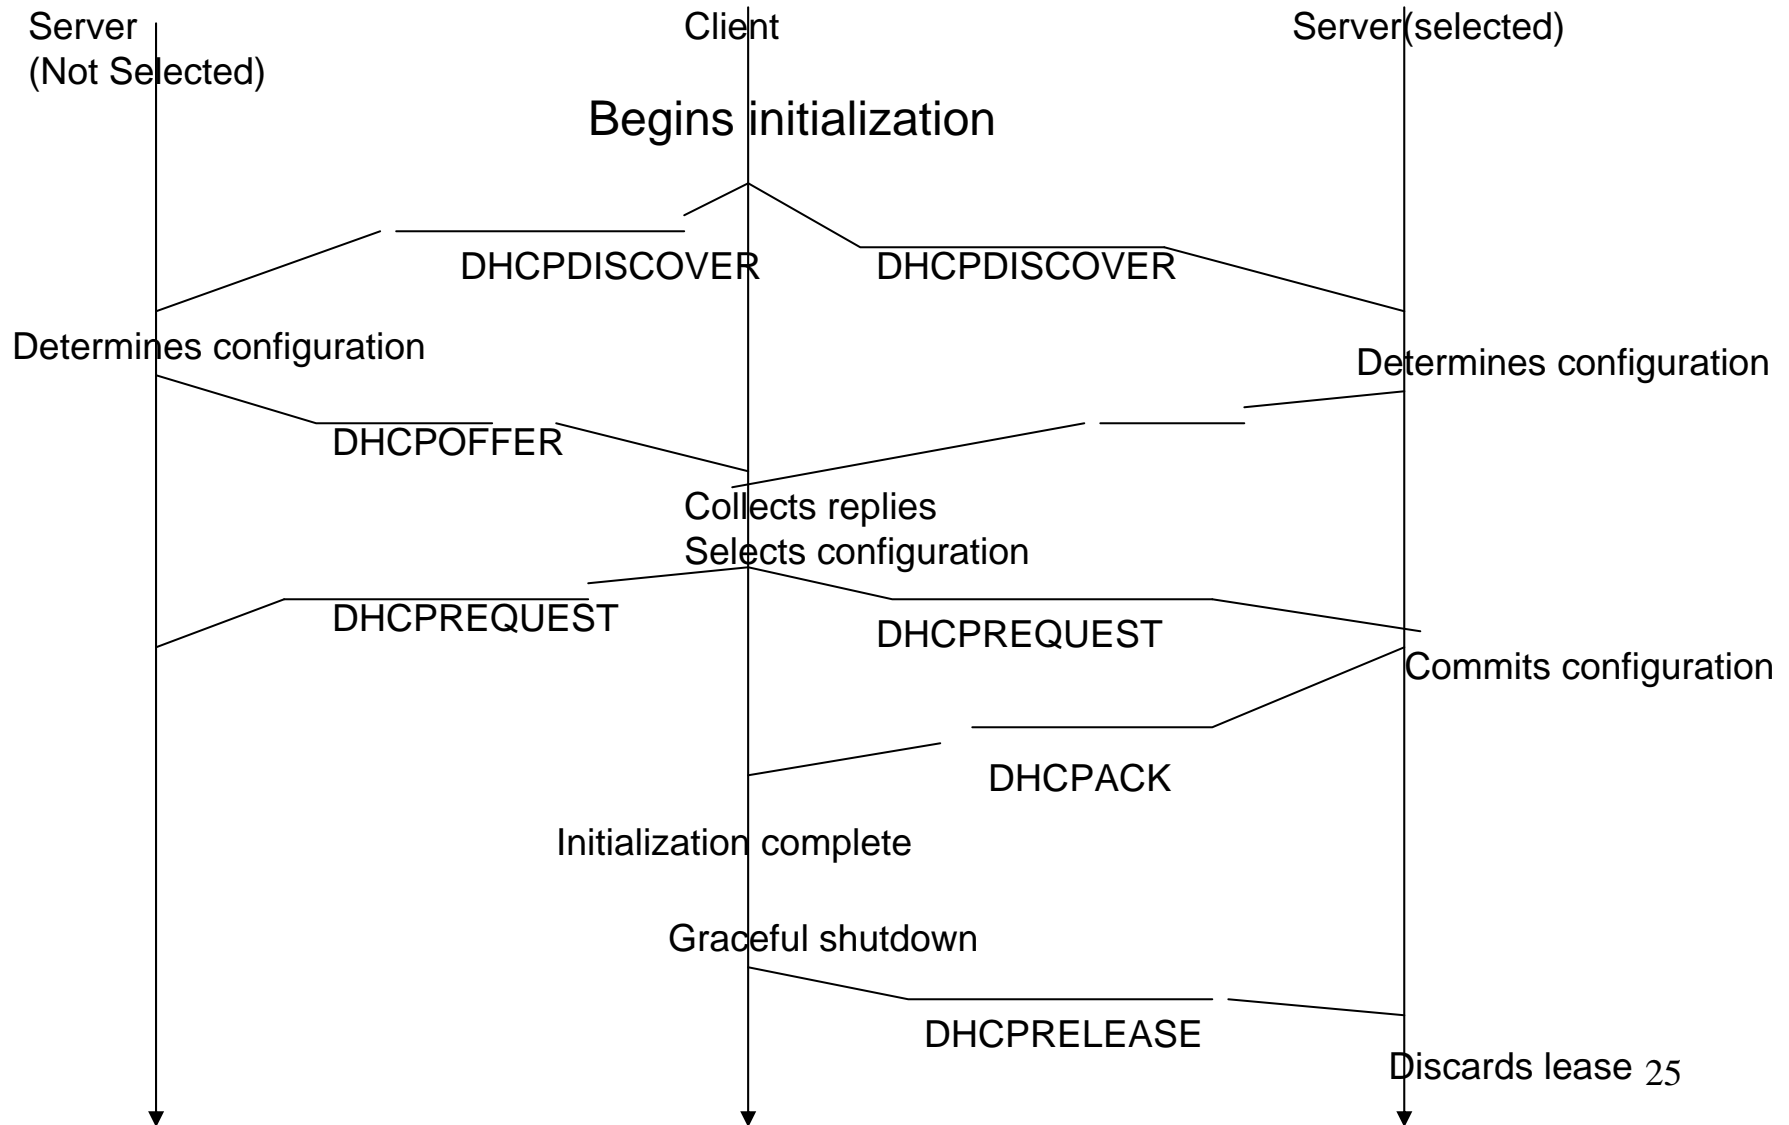 Server
(Not Selected)
Client
Server(selected)
Begins initialization
DHCPDISCOVER
DHCPDISCOVER
Determines configuration
Determines configuration
DHCPOFFER
Collects replies
Selects configuration
DHCPREQUEST
DHCPREQUEST
Commits configuration
DHCPACK
Initialization complete
Graceful shutdown
DHCPRELEASE
Discards lease
25